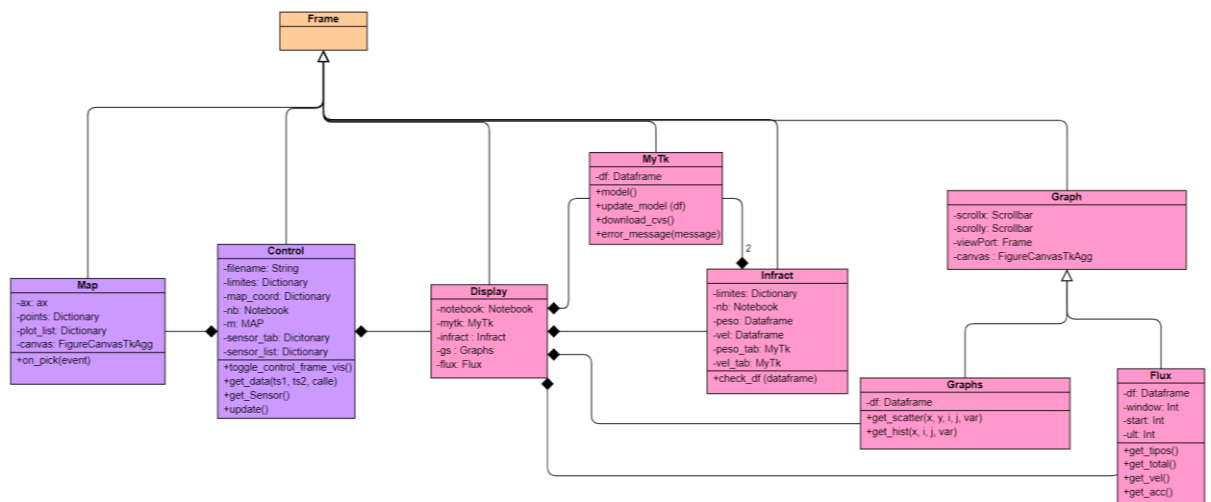 Frame
MyTk
-df: Dataframe
+model()
+update_model (df)
+download_cvs()
+error_message(message)
2
Graph
-scrollx: Scrollbar
-scrolly: Scrollbar
-viewPort: Frame
-canvas : FigureCanvasTkAgg
Control
-filename: String
-limites: Dictionary
-map_coord: Dictionary
-nb: Notebook
-m: MAP
-sensor_tab: Dicitonary
-sensor_list: Dictionary
+toggle_control_frame_vis()
+get_data(ts1, ts2, calle)
+get_Sensor()
+update()
Map
-ax: ax
-points: Dictionary
-plot_list: Dictionary
-canvas: FigureCanvasTkAgg
+on_pick(event)
Display
-notebook: Notebook
-mytk: MyTk
-infract : Infract
-gs : Graphs
-flux: Flux
Infract
-limites: Dictionary
-nb: Notebook
-peso: Dataframe
-vel: Dataframe
-peso_tab: MyTk
-vel_tab: MyTk
+check_df (dataframe)
Graphs
-df: Dataframe
+get_scatter(x, y, i, j, var)
+get_hist(x, i, j, var)
Flux
-df: Dataframe
-window: Int
-start: Int
-ult: Int
+get_tipos()
+get_total()
+get_vel()
+get_acc()